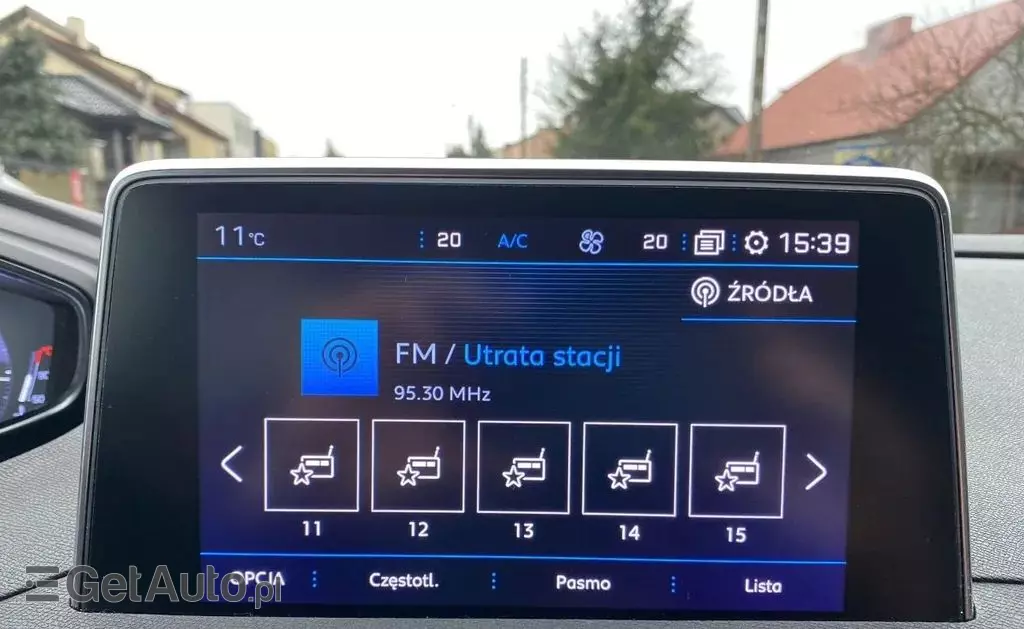 11°C 20 A/C 20 15:39
ŹRÓDŁA
FM / Utrata stacji
95.30 MHz
11 12 13 14 15
OPCJA Częstotl. Pasmo Lista
GetAuto.pl